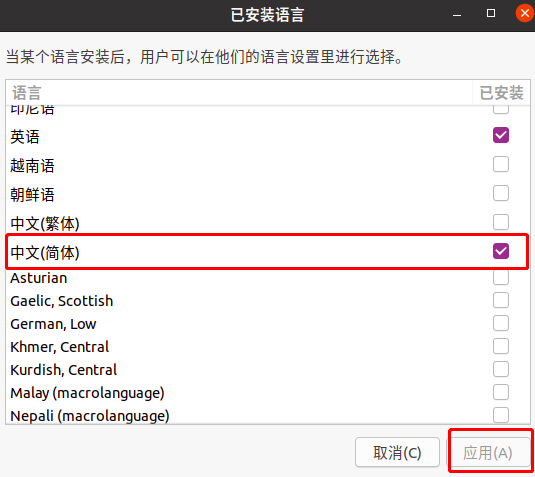 已安装语言
当某个语言安装后，用户可以在他们的语言设置里进行选择。
语言 已安装
印尼语
英语
越南语
朝鲜语
中文(繁体)
中文(简体)
Asturian
Gaelic, Scottish
German, Low
Khmer, Central
Kurdish, Central
Malay (macrolanguage)
Nepali (macrolanguage)
取消(C) 应用(A)